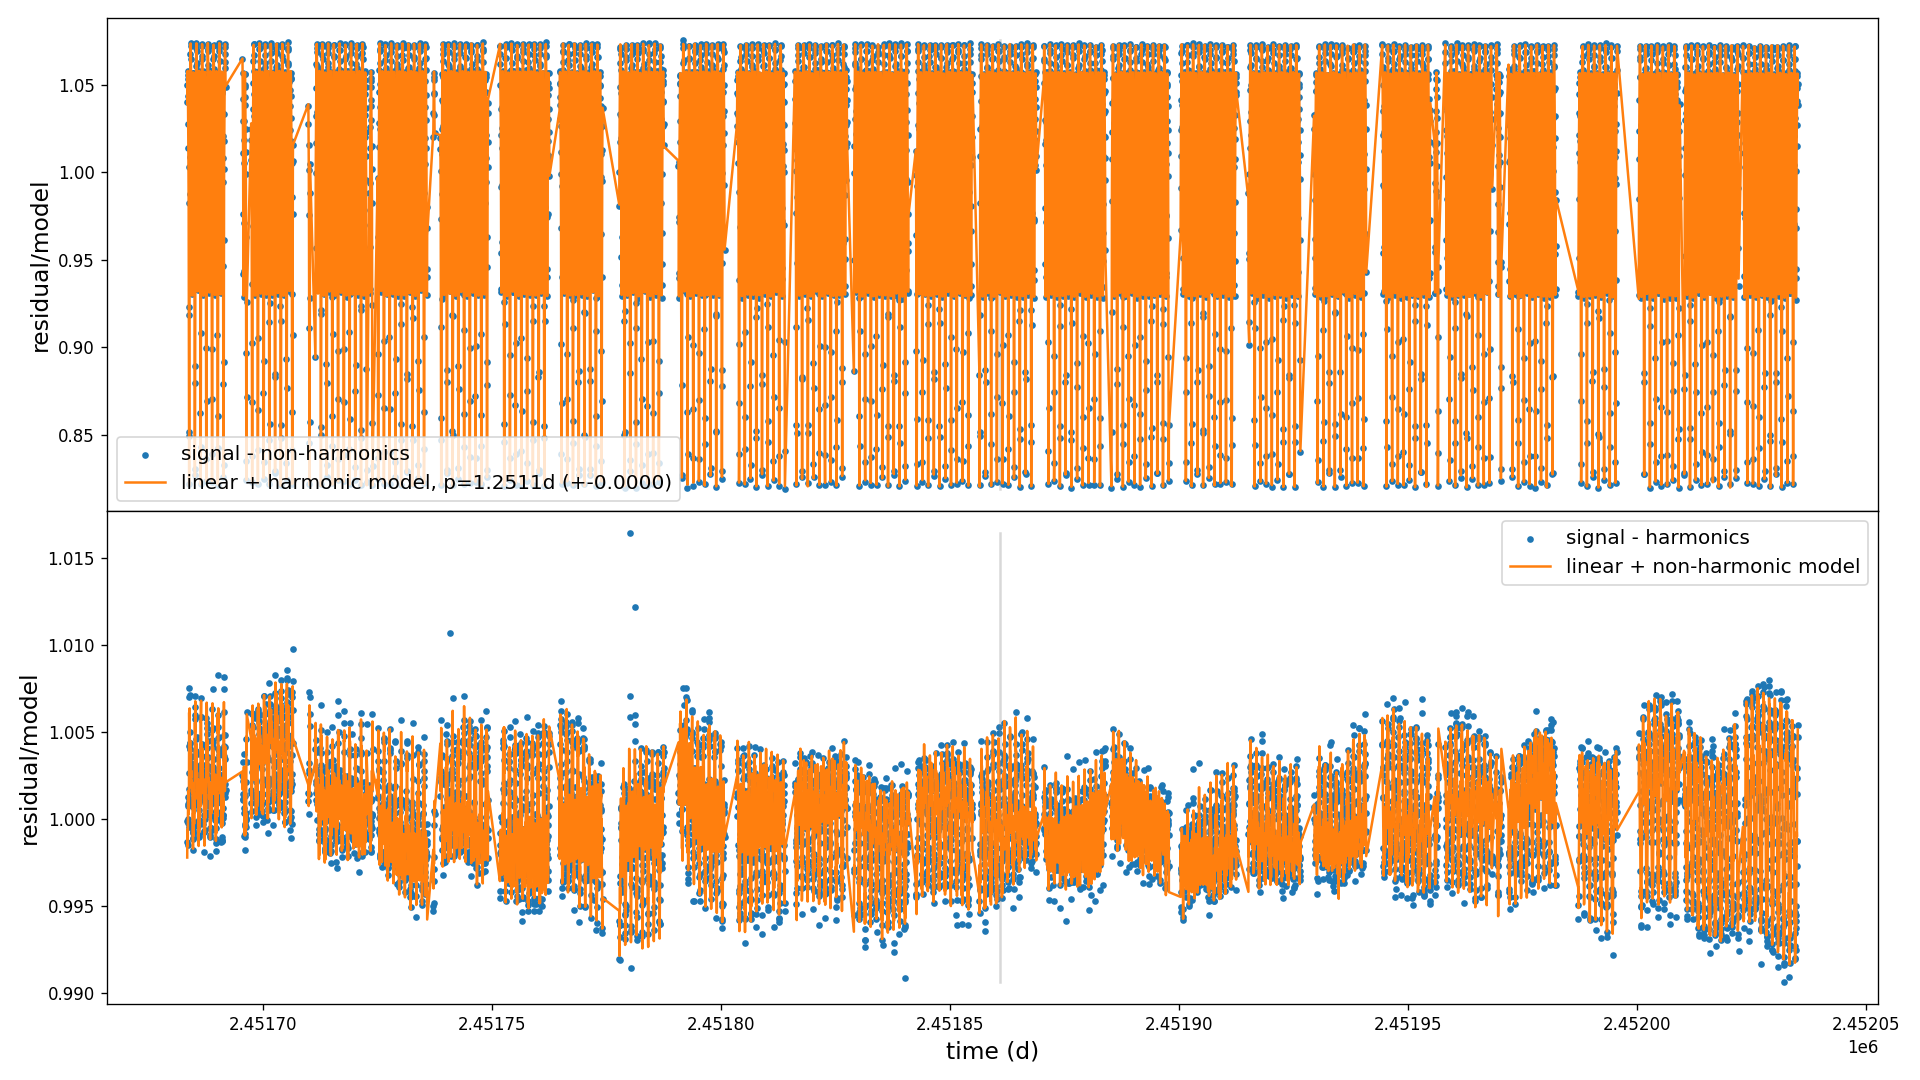 residual/model
1.05
1.00
0.95
0.90
0.85
signal - non-harmonics
linear + harmonic model, p=1.2511d (+-0.0000)
residual/model
1.015
1.010
1.005
1.000
0.995
0.990
signal - harmonics
linear + non-harmonic model
2.45170
2.45175
2.45180
2.45185
2.45190
2.45195
2.45200
2.45205
1e6
time (d)